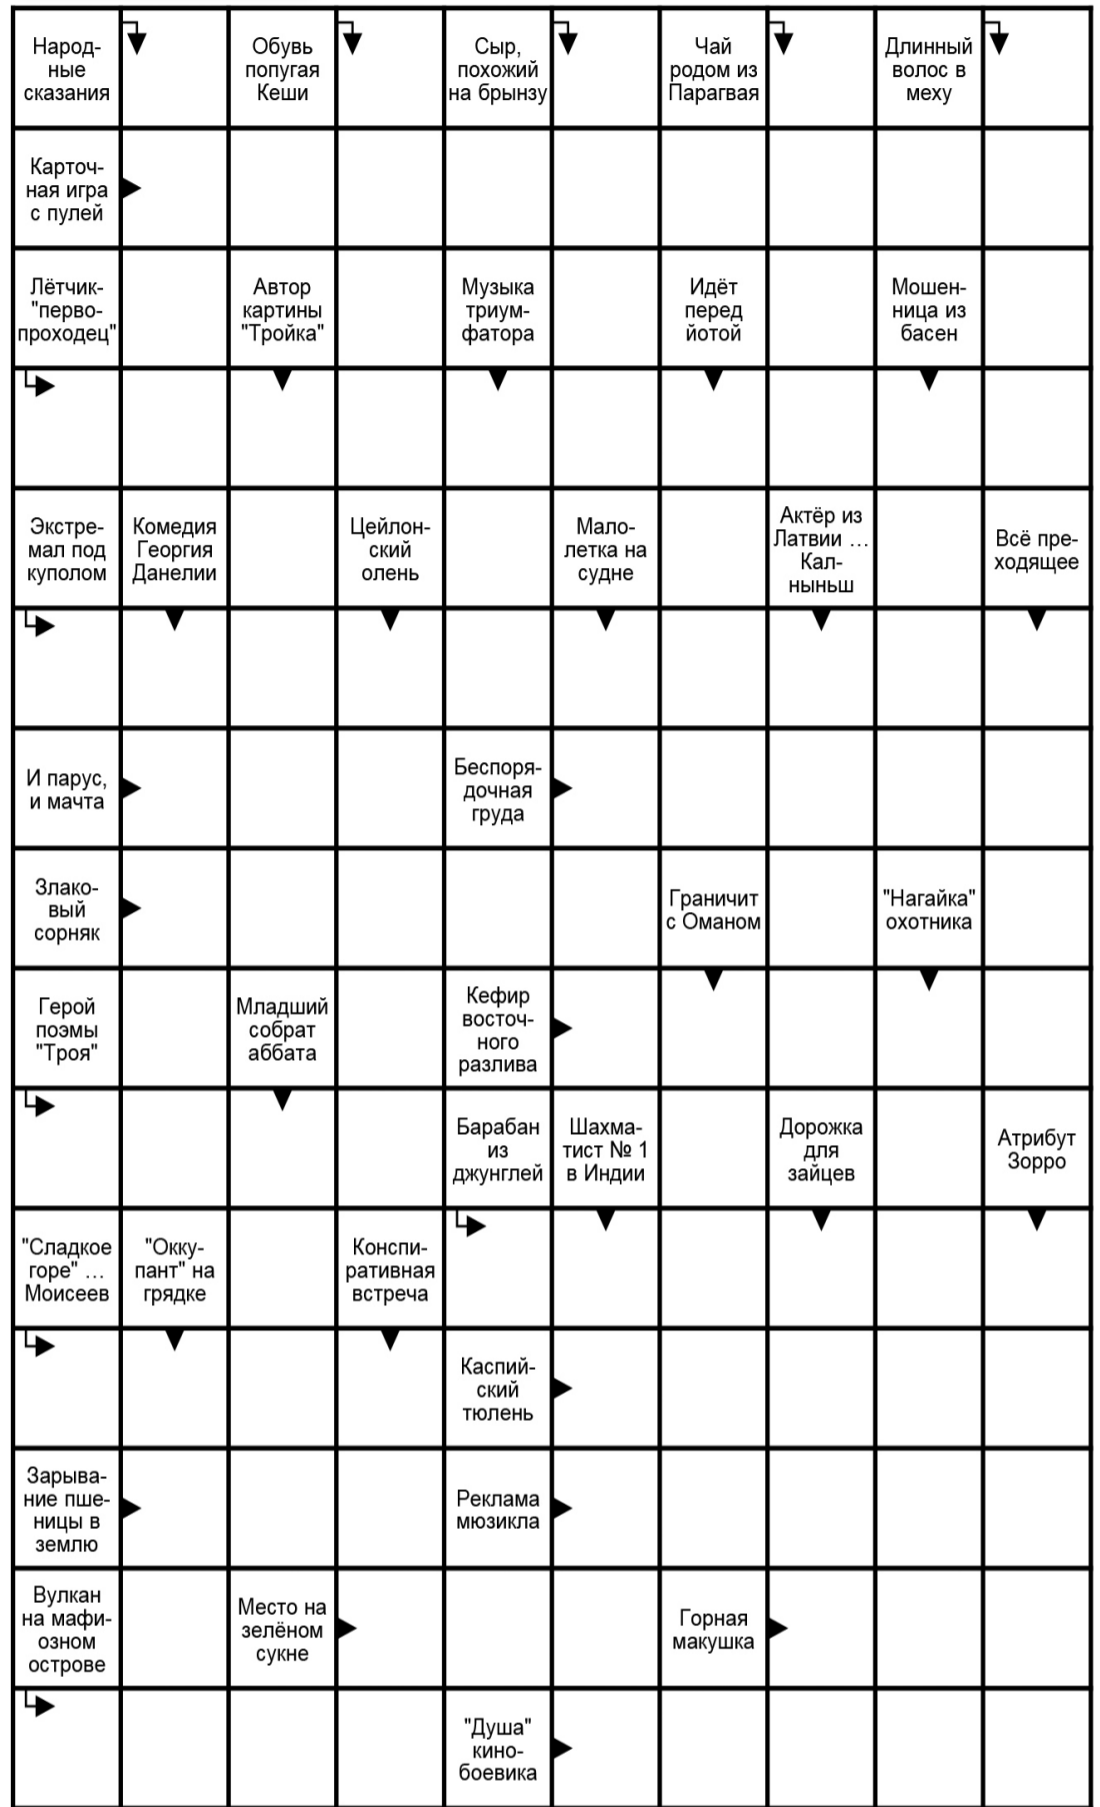 Народ-
ные
сказания
Обувь
попугая
Кеши
Сыр,
похожий
на брынзу
Чай
родом из
Парагвая
Длинный
волос в
меху
Карточ-
ная игра
с пулей
Лётчик-
"перво-
проходец"
Автор
картины
"Тройка"
Музыка
триум-
фатора
Идёт
перед
йотой
Мошен-
ница из
басен
Экстре-
мал под
куполом
Комедия
Георгия
Данелии
Цейлон-
ский
олень
Мало-
летка на
судне
Актёр из
Латвии ...
Кал-
ныньш
Всё пре-
ходящее
И парус,
и мачта
Беспоря-
дочная
груда
Злако-
вый
сорняк
Граничит
с Оманом
"Нагайка"
охотника
Герой
поэмы
"Троя"
Младший
собрат
аббата
Кефир
восточ-
ного
разлива
Барабан
из
джунглей
Шахма-
тист № 1
в Индии
Дорожка
для
зайцев
Атрибут
Зорро
"Сладкое
горе" ...
Моисеев
"Окку-
пант" на
грядке
Конспи-
ративная
встреча
Каспий-
ский
тюлень
Зарыва-
ние пше-
ницы в
землю
Реклама
мюзикла
Вулкан
на мафи-
озном
острове
Место на
зелёном
сукне
Горная
макушка
"Душа"
кино-
боевика